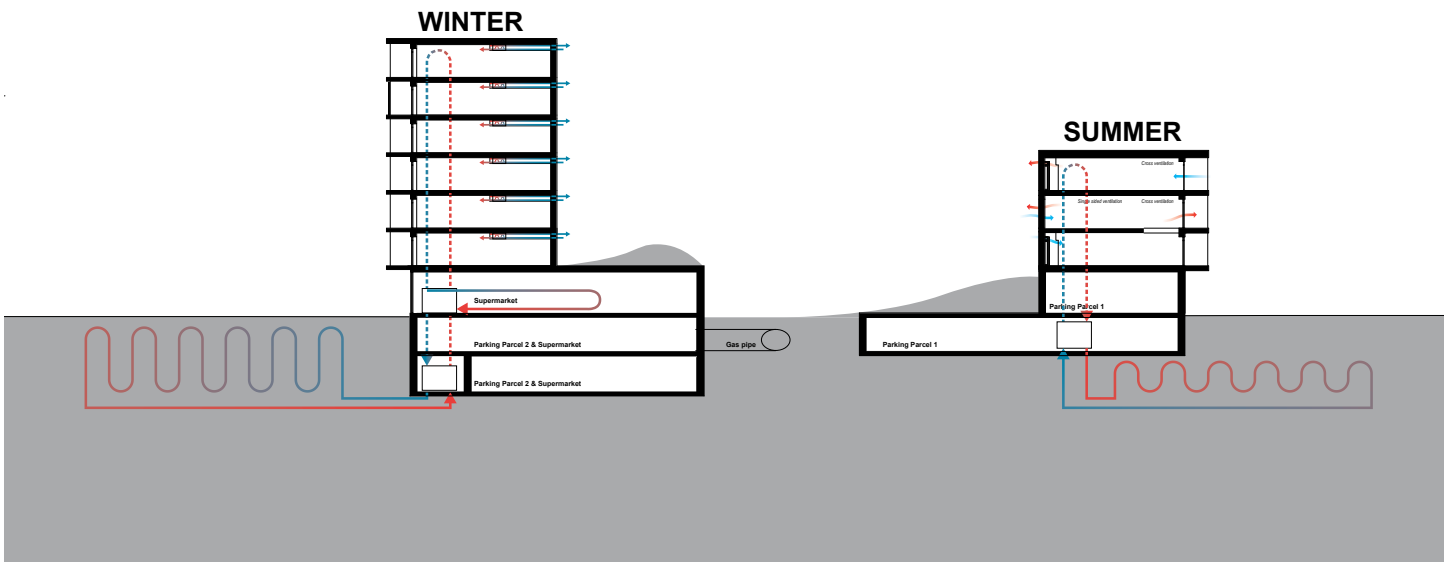 WINTER
SUMMER
Cross ventilation
Single sided ventilation
Cross ventilation
Supermarket
Parking Parcel 1
Parking Parcel 2 & Supermarket
Gas pipe
Parking Parcel 1
Parking Parcel 2 & Supermarket